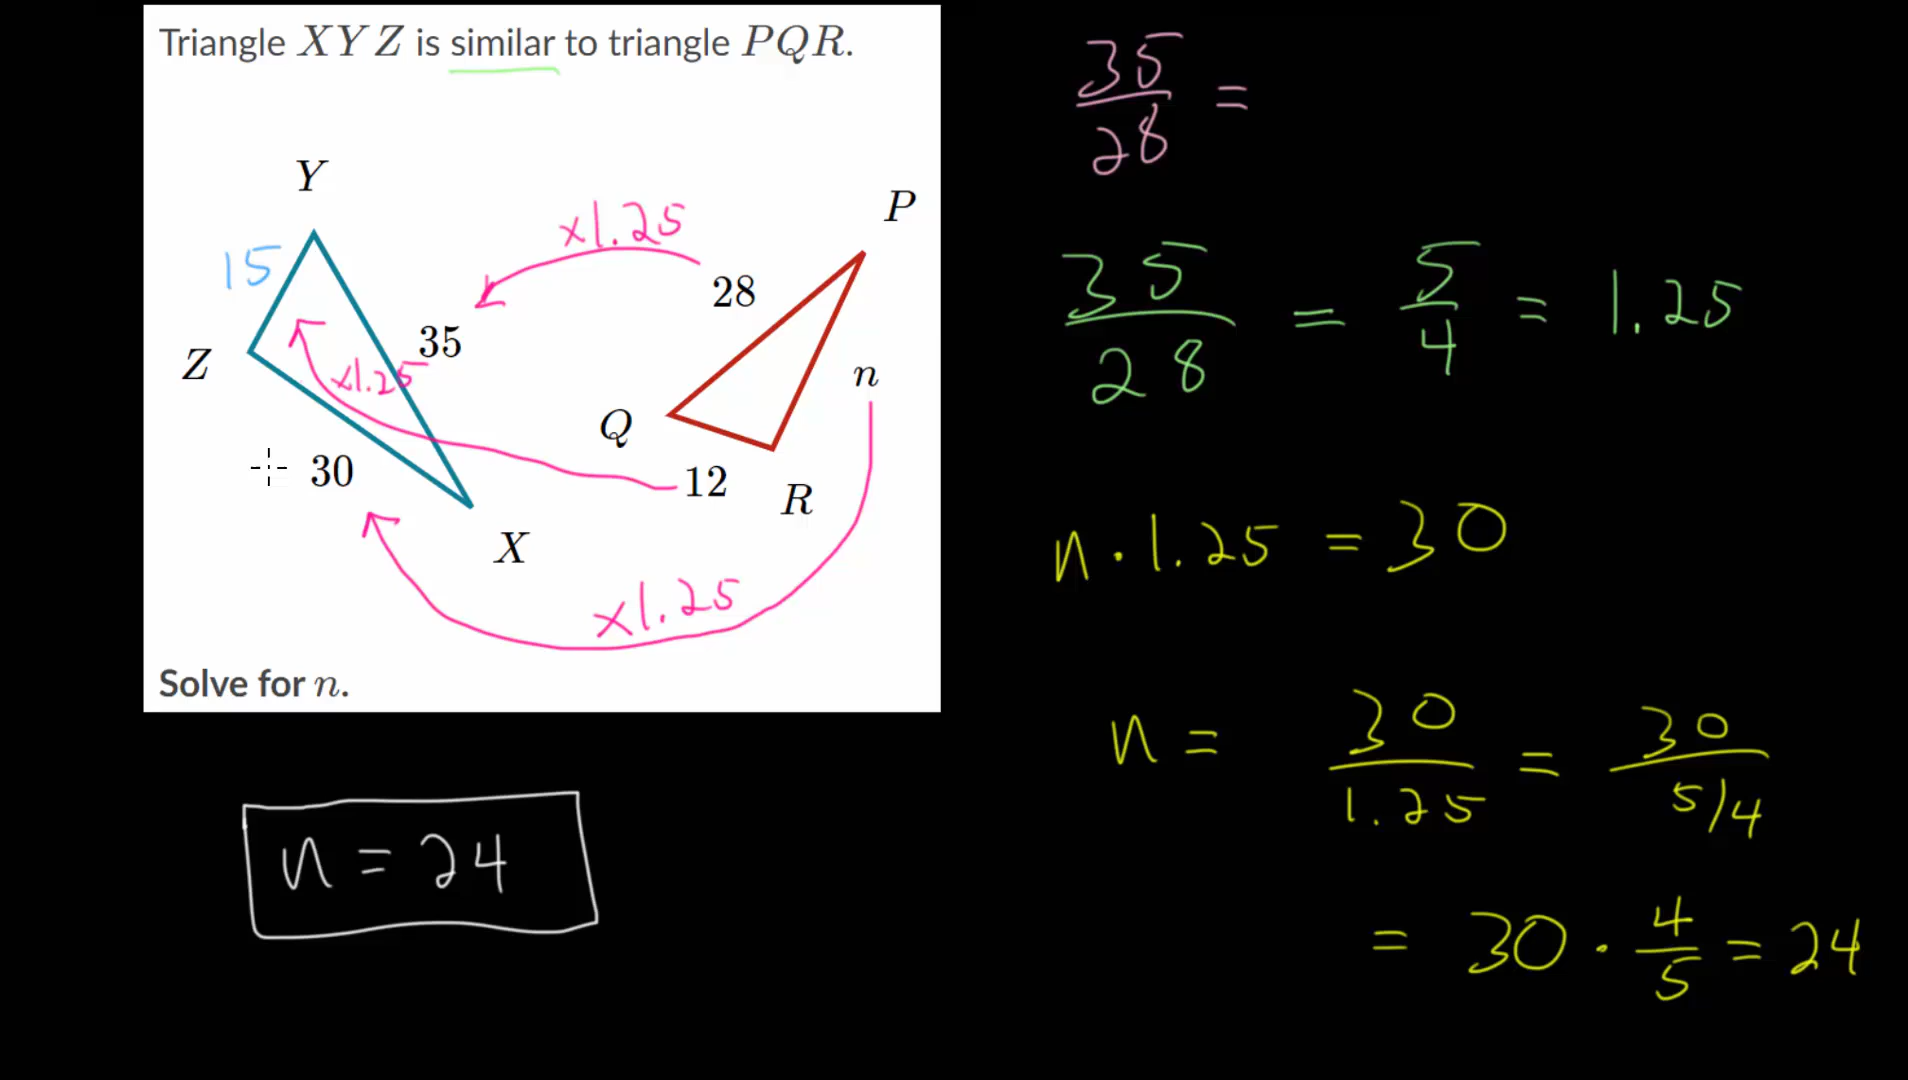 Triangle XYZ is similar to triangle PQR.
Y
15
Z
35
×1.25
30
X
×1.25
P
28
n
Q
12
R
×1.25
Solve for n.
n = 24
35/28 =
35/28 = 5/4 = 1.25
n · 1.25 = 30
n = 30/1.25 = 30/5/4
= 30 · 4/5 = 24